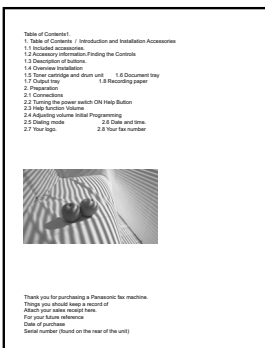 Table of Contents1.
1. Table of Contents / Introduction and Installation Accessories
1.1 Included accessories.
1.2 Accessory information.Finding the Controls
1.3 Description of buttons.
1.4 Overview Installation
1.5 Toner cartridge and drum unit 1.6 Document tray
1.7 Output tray 1.8 Recording paper
2. Preparation
2.1 Connections
2.2 Turning the power switch ON Help Button
2.3 Help function Volume
2.4 Adjusting volume Initial Programming
2.5 Dialing mode 2.6 Date and time.
2.7 Your logo. 2.8 Your fax number
Thank you for purchasing a Panasonic fax machine.
Things you should keep a record of
Attach your sales receipt here.
For your future reference
Date of purchase
Serial number (found on the rear of the unit)